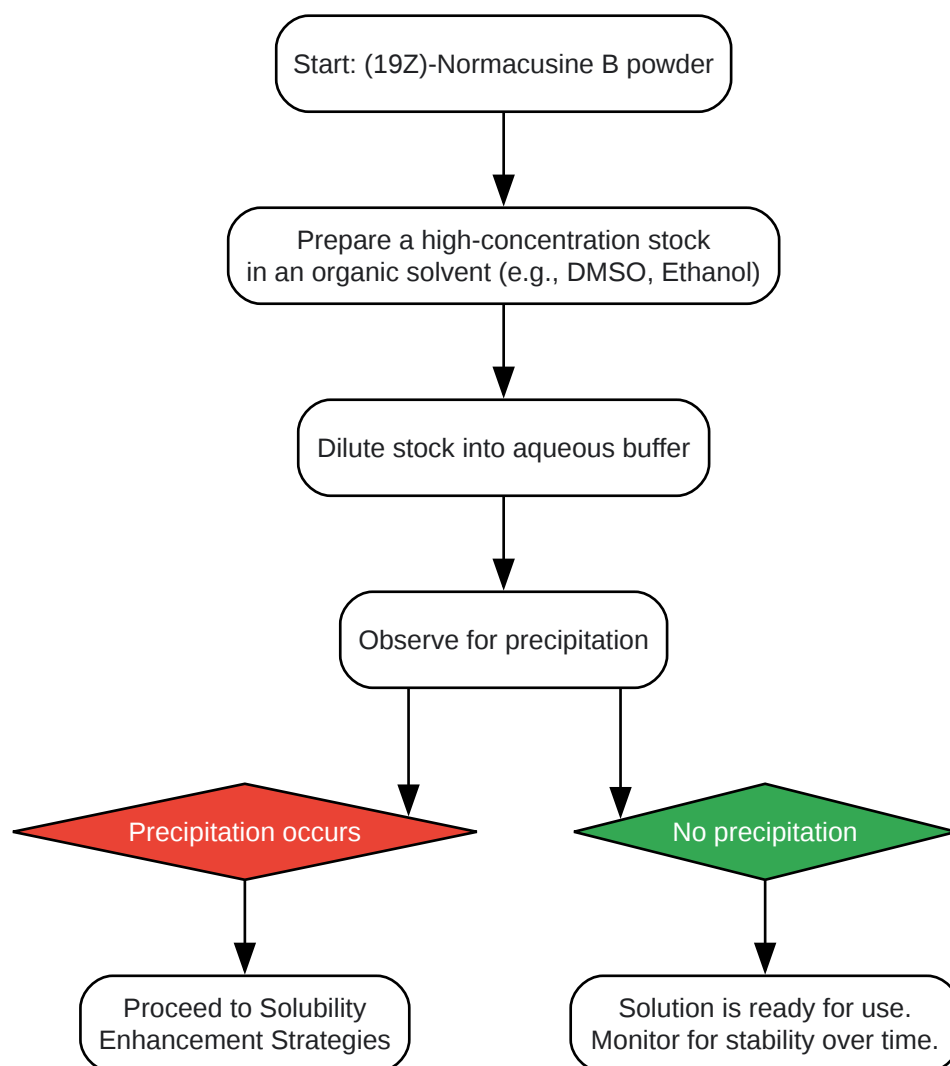 Start: (19Z)-Normacusine B powder
Prepare a high-concentration stock
in an organic solvent (e.g., DMSO, Ethanol)
Dilute stock into aqueous buffer
Observe for precipitation
Precipitation occurs
No precipitation
Proceed to Solubility
Enhancement Strategies
Solution is ready for use.
Monitor for stability over time.